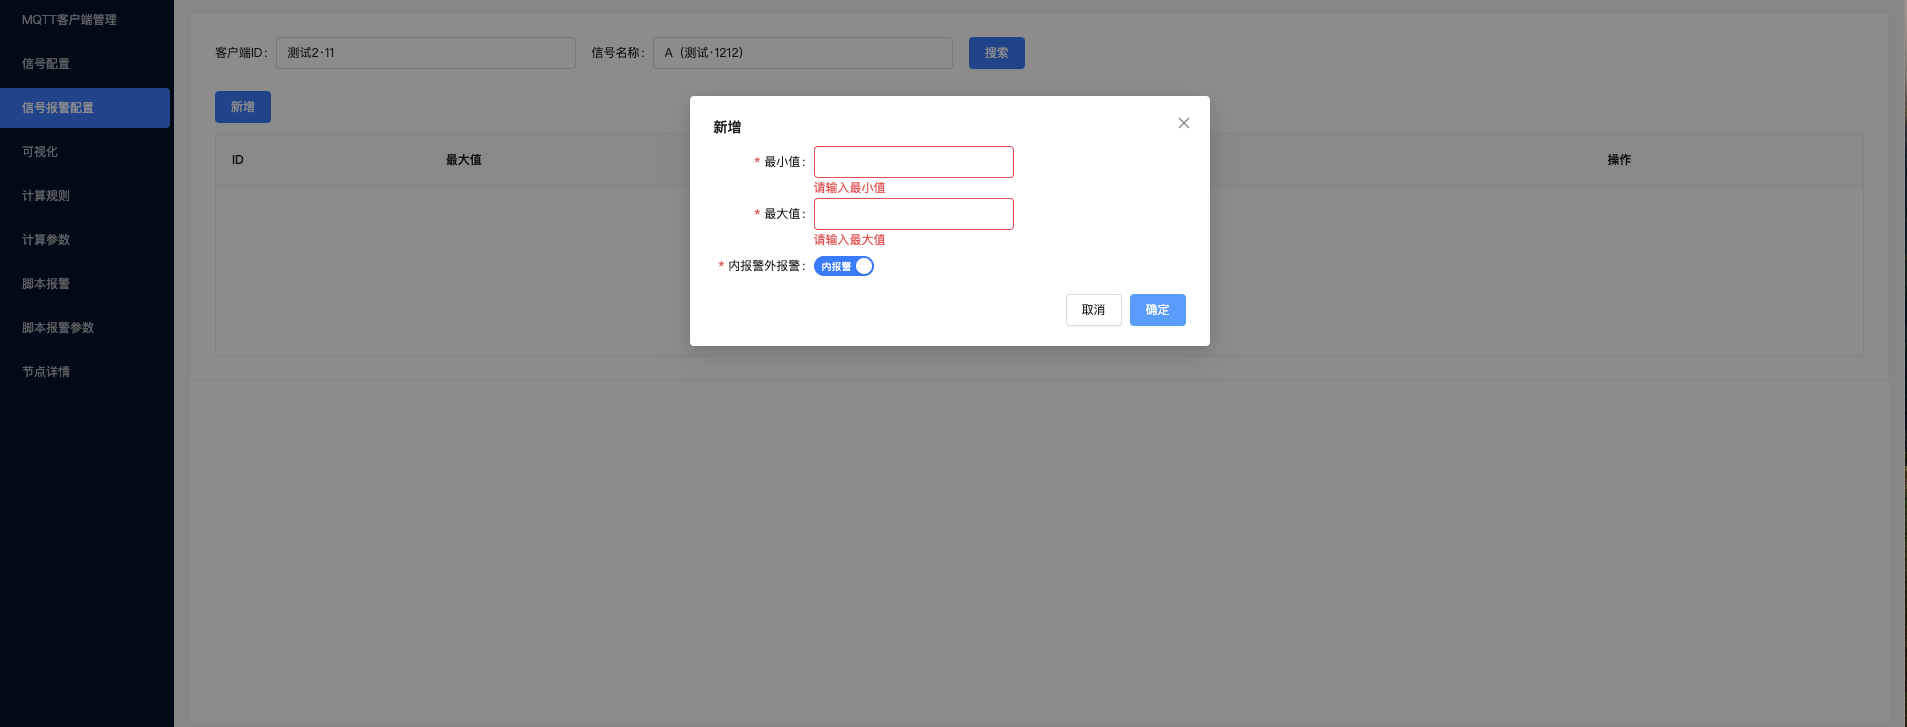 MQTT客户端管理
信号配置
信号报警配置
可视化
计算规则
计算参数
脚本报警
脚本报警参数
节点详情
客户端ID: 测试2·11 信号名称: A（测试·1212） 搜索
新增
ID 最大值 操作
新增
* 最小值:
请输入最小值
* 最大值:
请输入最大值
* 内报警外报警: 内报警
取消 确定